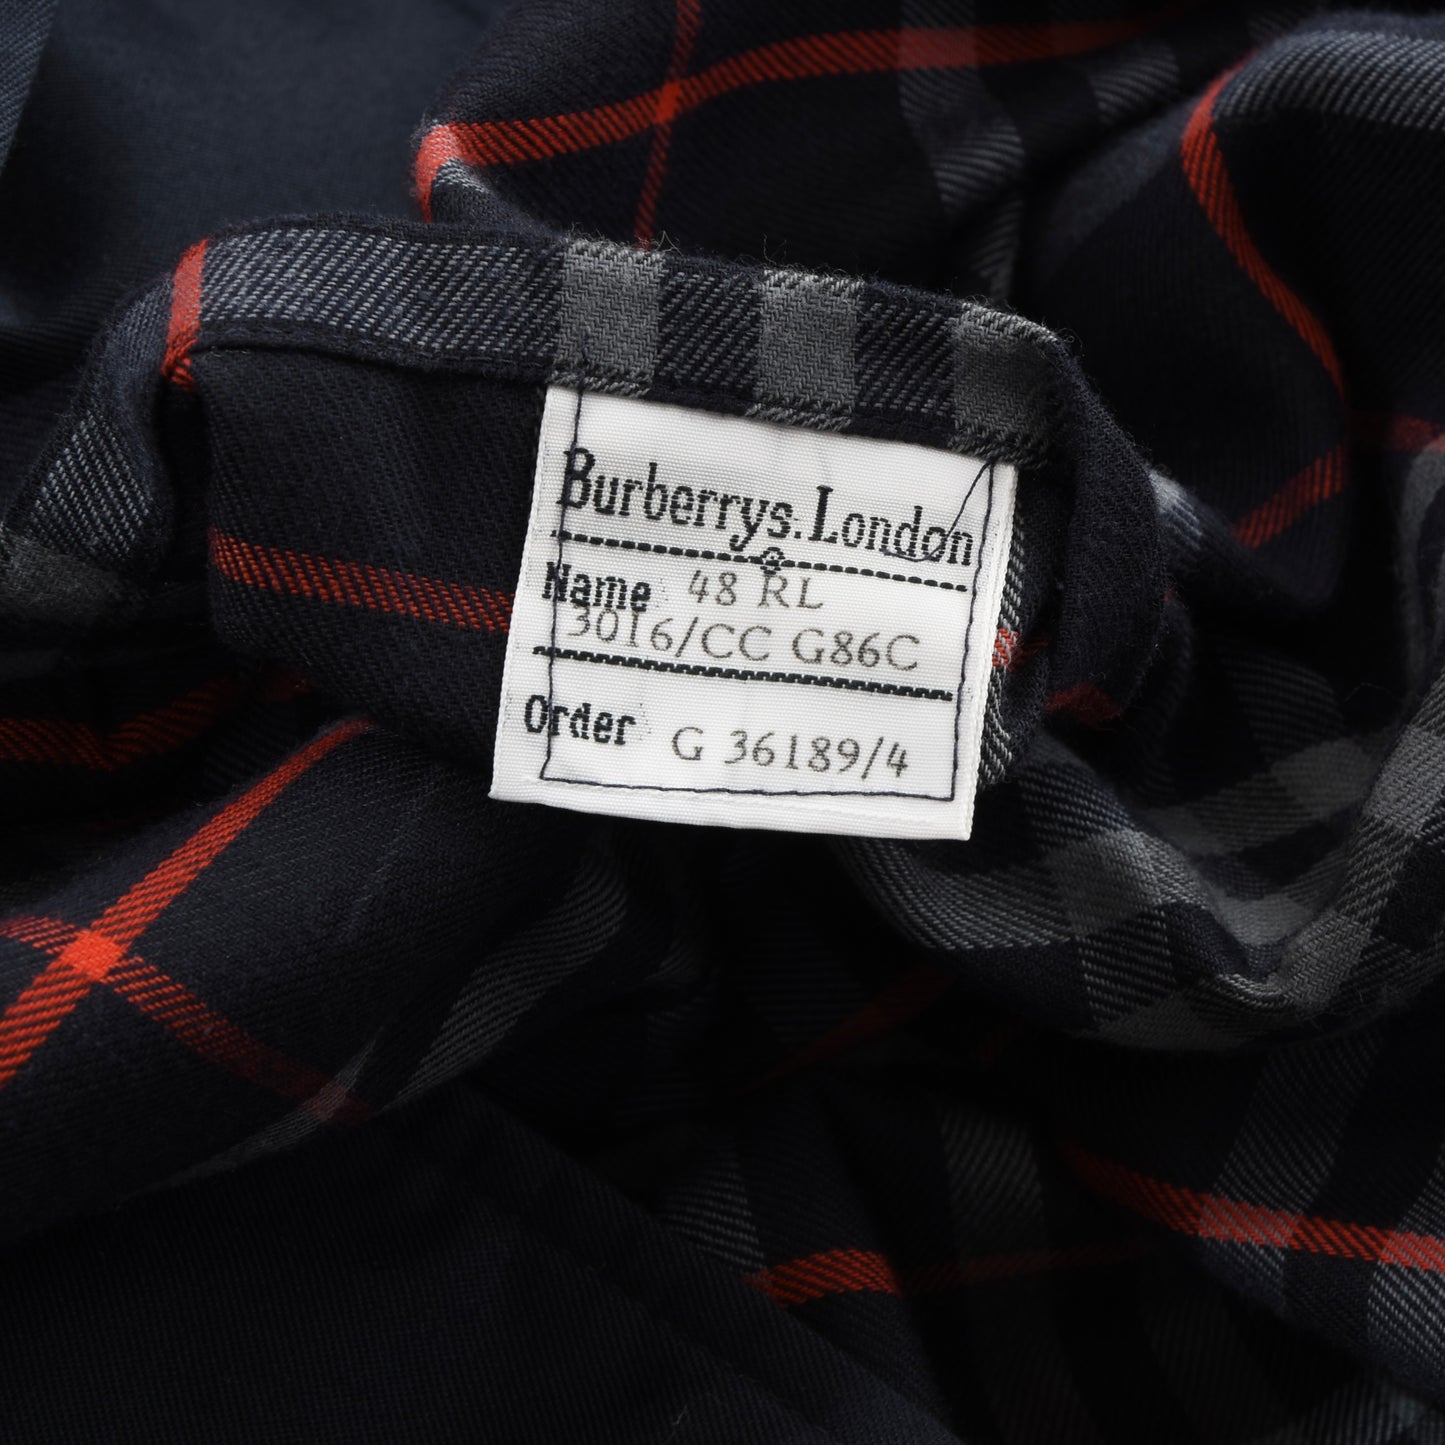 Burberrys. London
Name 48 RL
3016/CC G86C
Order G 36189/4